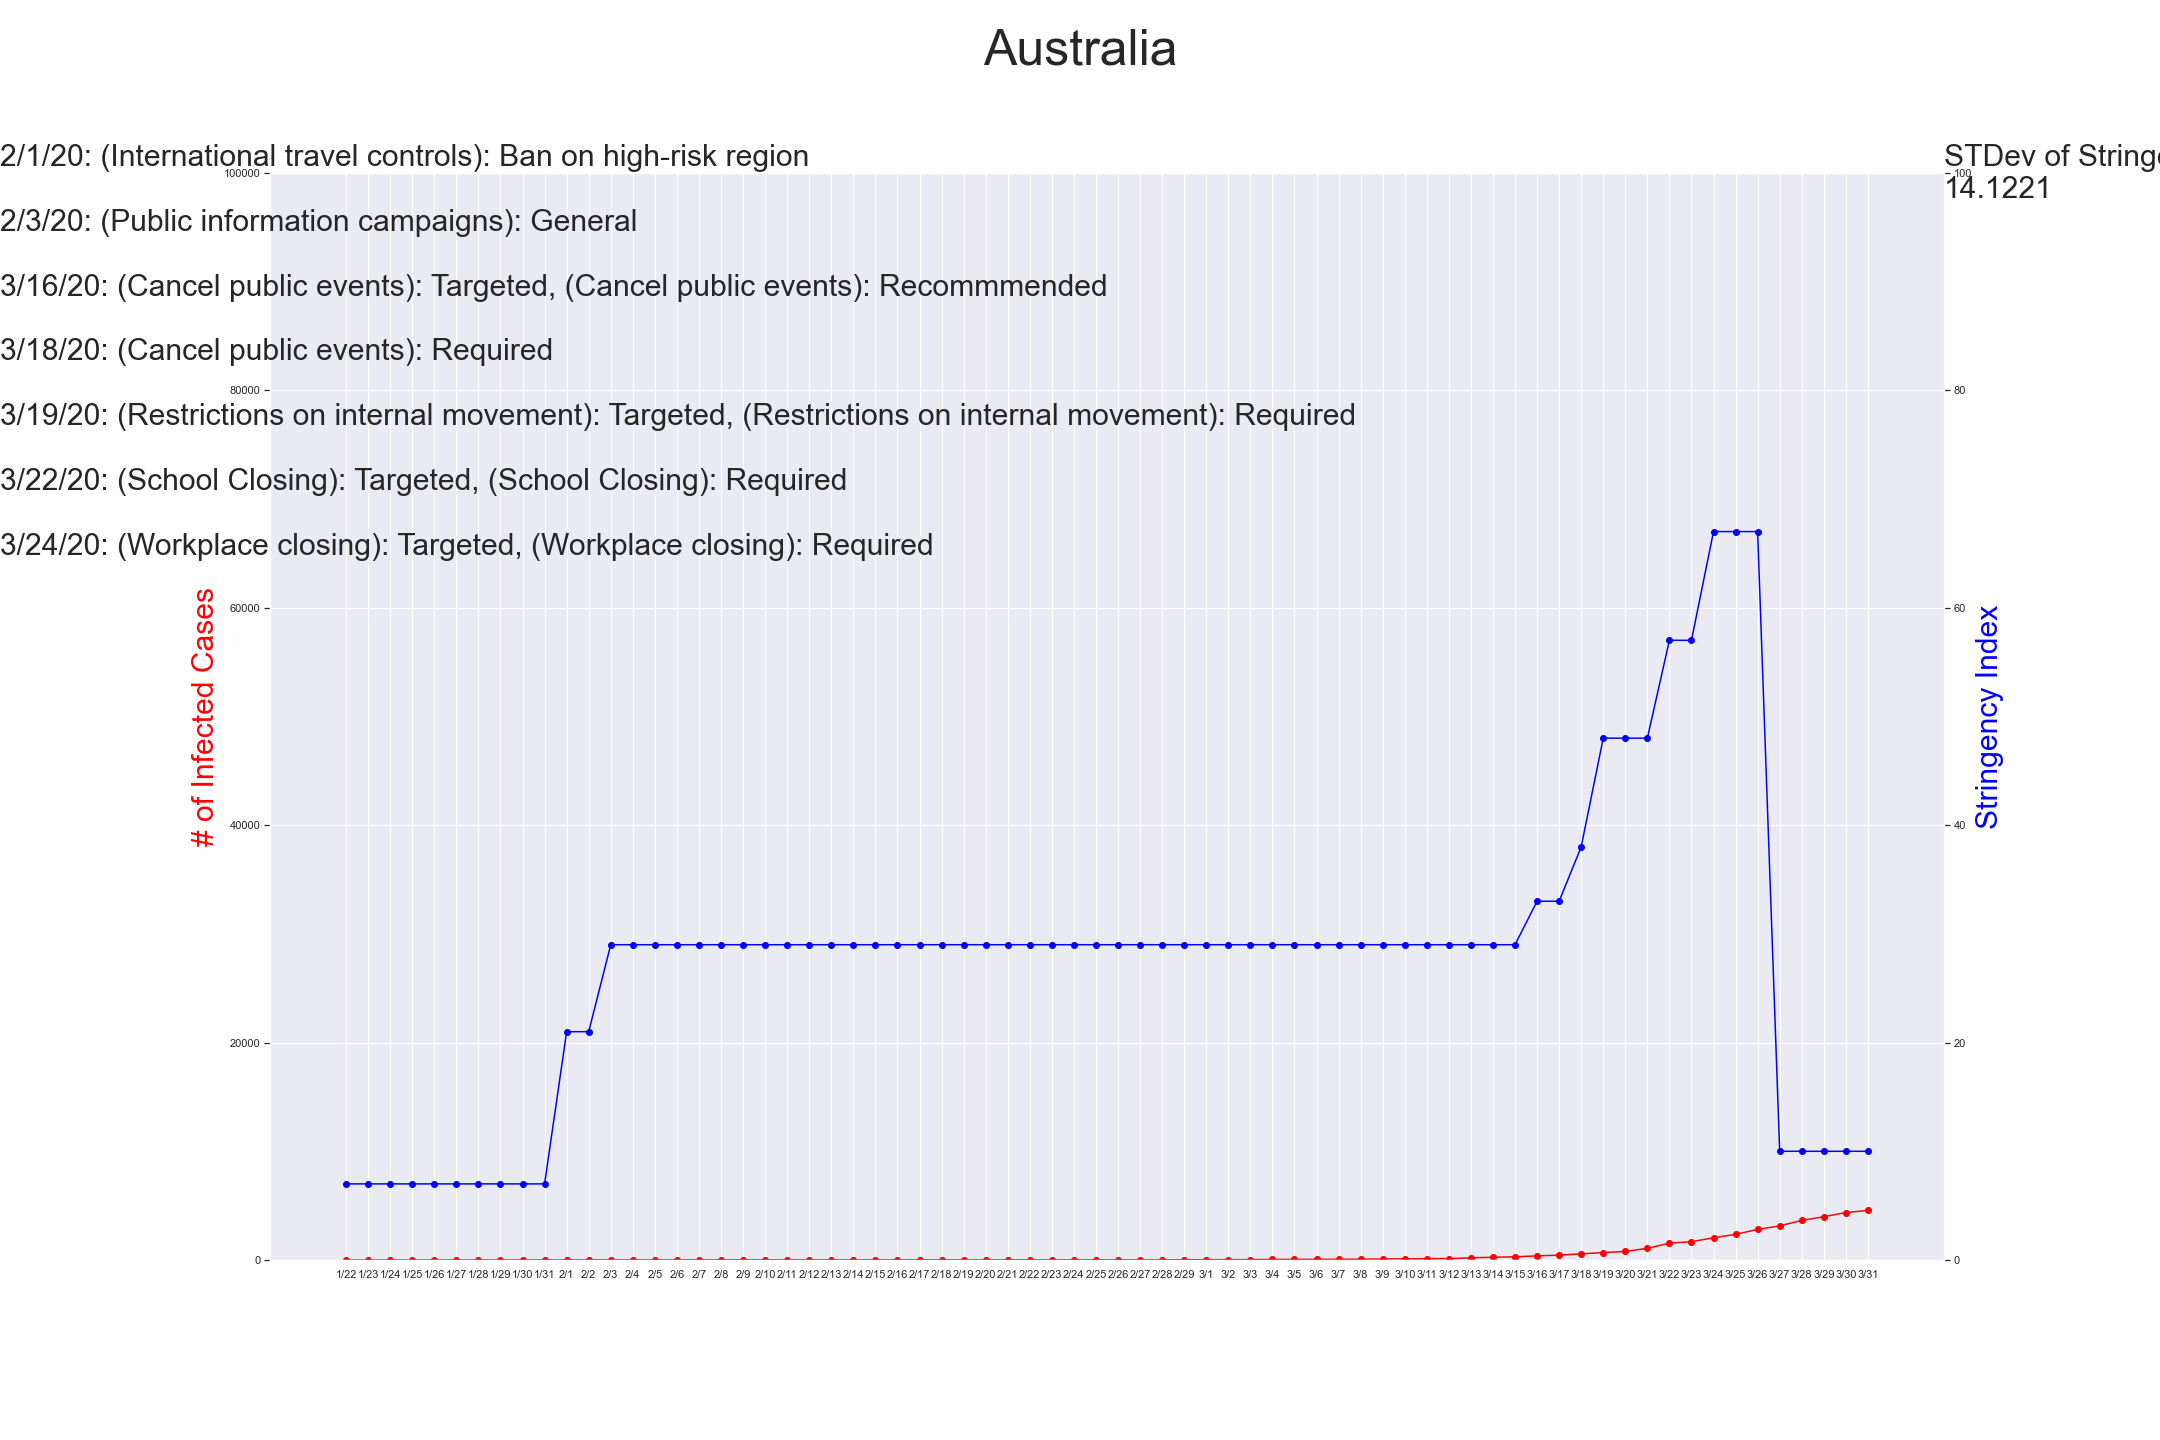 Australia
2/1/20: (International travel controls): Ban on high-risk region
STDev of Stringe
14.1221
2/3/20: (Public information campaigns): General
3/16/20: (Cancel public events): Targeted, (Cancel public events): Recommmended
3/18/20: (Cancel public events): Required
3/19/20: (Restrictions on internal movement): Targeted, (Restrictions on internal movement): Required
3/22/20: (School Closing): Targeted, (School Closing): Required
3/24/20: (Workplace closing): Targeted, (Workplace closing): Required
# of Infected Cases
100000
80000
60000
40000
20000
0
Stringency Index
100
80
60
40
20
0
1/22 1/23 1/24 1/25 1/26 1/27 1/28 1/29 1/30 1/31 2/1 2/2 2/3 2/4 2/5 2/6 2/7 2/8 2/9 2/10 2/11 2/12 2/13 2/14 2/15 2/16 2/17 2/18 2/19 2/20 2/21 2/22 2/23 2/24 2/25 2/26 2/27 2/28 2/29 3/1 3/2 3/3 3/4 3/5 3/6 3/7 3/8 3/9 3/10 3/11 3/12 3/13 3/14 3/15 3/16 3/17 3/18 3/19 3/20 3/21 3/22 3/23 3/24 3/25 3/26 3/27 3/28 3/29 3/30 3/31